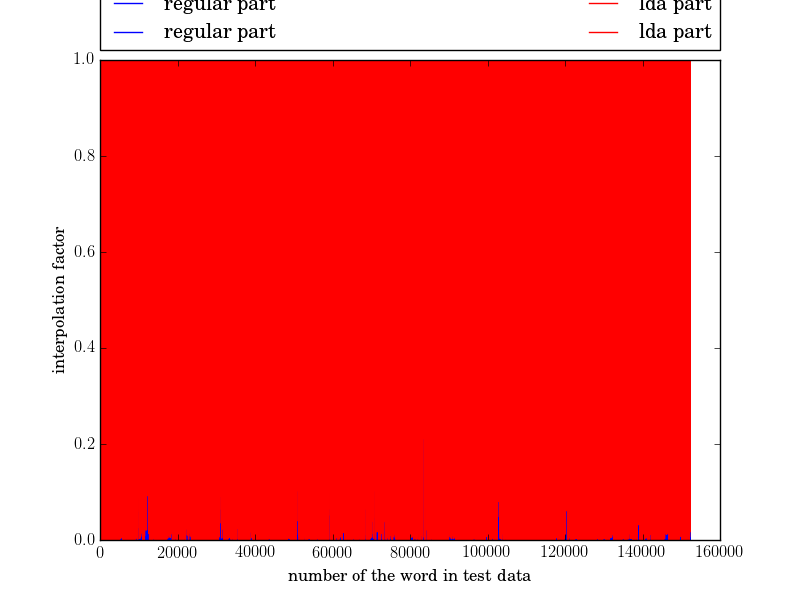 regular part lda part
regular part lda part
1.0
0.8
0.6
0.4
0.2
0.0
interpolation factor
0 20000 40000 60000 80000 100000 120000 140000 160000
number of the word in test data